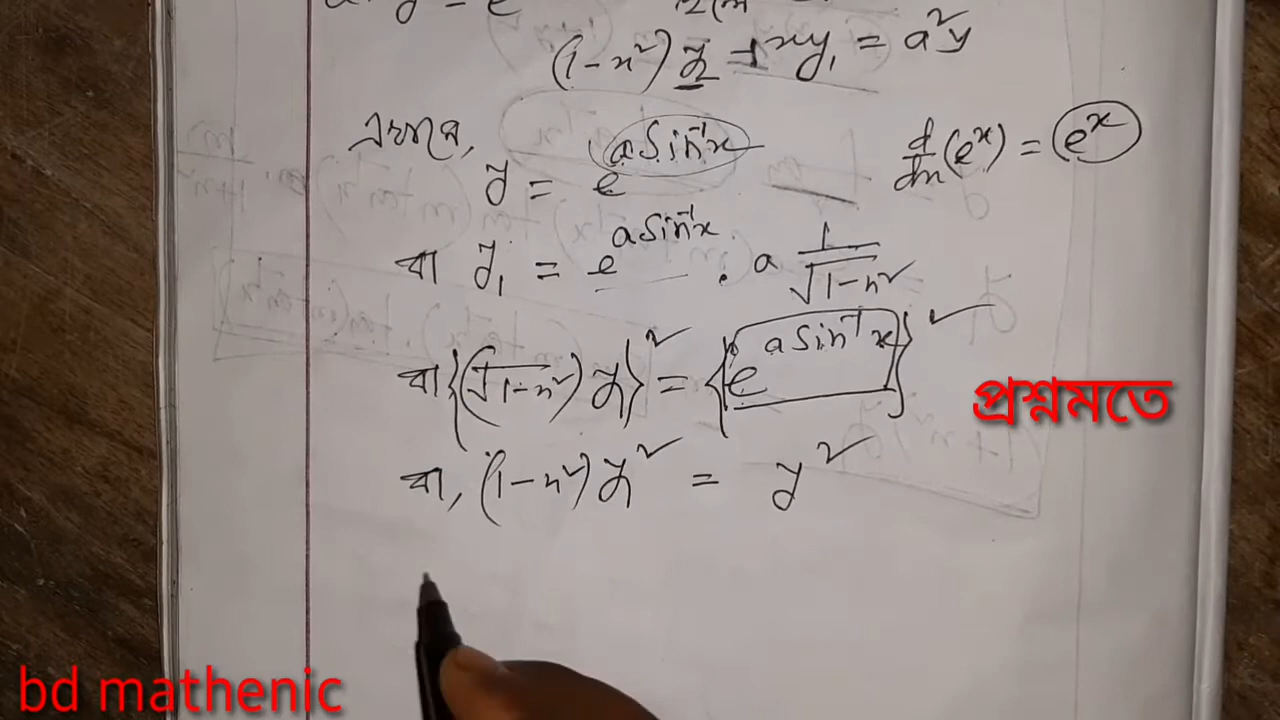 (1-x²) y₂ - xy₁ = a²y
এখানে, y = e^(a sin⁻¹x)
d/dx (eˣ) = eˣ
বা y₁ = e^(a sin⁻¹x) . a 1/√(1-x²)
বা {(√(1-x²)) y₁}² = {e^(a sin⁻¹x)}²
প্রশ্নমতে
বা, (1-x²) y₁² = y²
bd mathenic